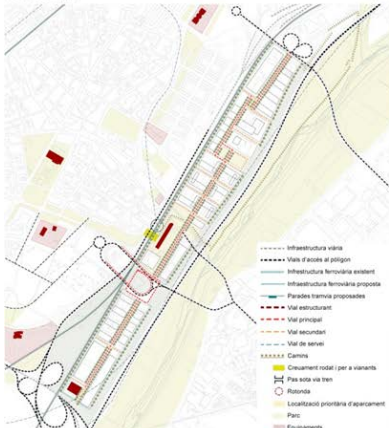 Infraestructura viària
Vials d'accés al polígon
Infrestructura ferroviària existent
Infraestructura ferroviària proposta
Parades tramvia proposades
Vial estructurant
Vial principal
Vial secundari
Vial de servei
Camins
Creuament rodat i per a vianants
Pas sota via tren
Rotonda
Localització prioritària d'aparcament
Parc
Equipaments